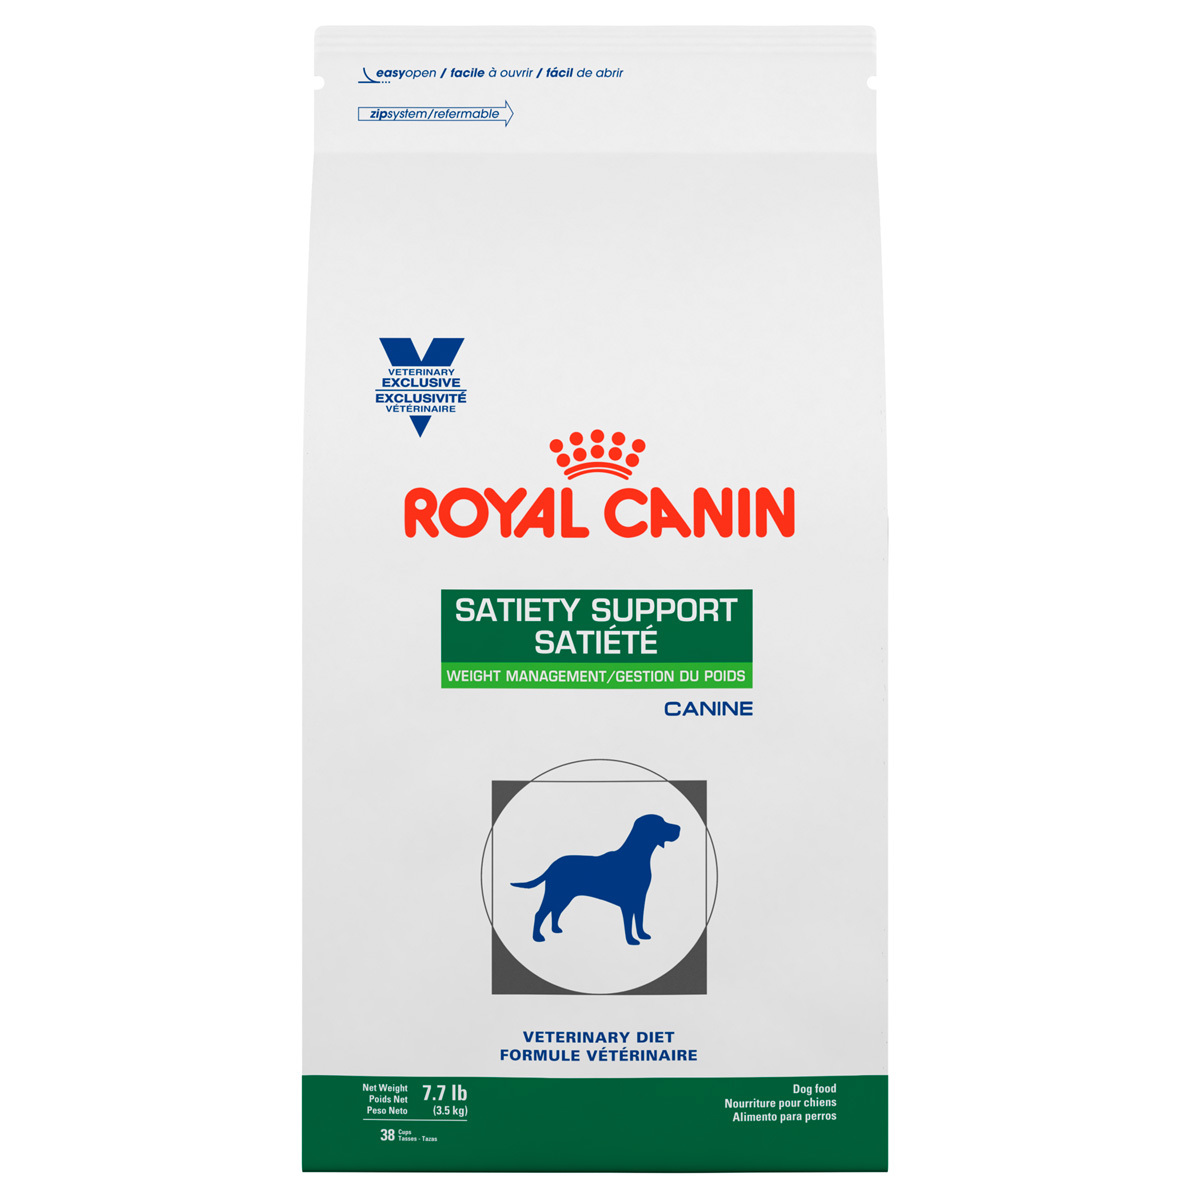 easyopen / facile à ouvrir / fácil de abrir
zipsystem/refermable
VETERINARY
EXCLUSIVE
EXCLUSIVITÉ
VÉTÉRINAIRE
ROYAL CANIN
SATIETY SUPPORT
SATIÉTÉ
WEIGHT MANAGEMENT/GESTION DU POIDS
CANINE
VETERINARY DIET
FORMULE VÉTÉRINAIRE
Net Weight
Poids Net
Peso Neto
7.7 lb
(3.5 kg)
38 Cups
Tasses - Tazas
Dog food
Nourriture pour chiens
Alimento para perros